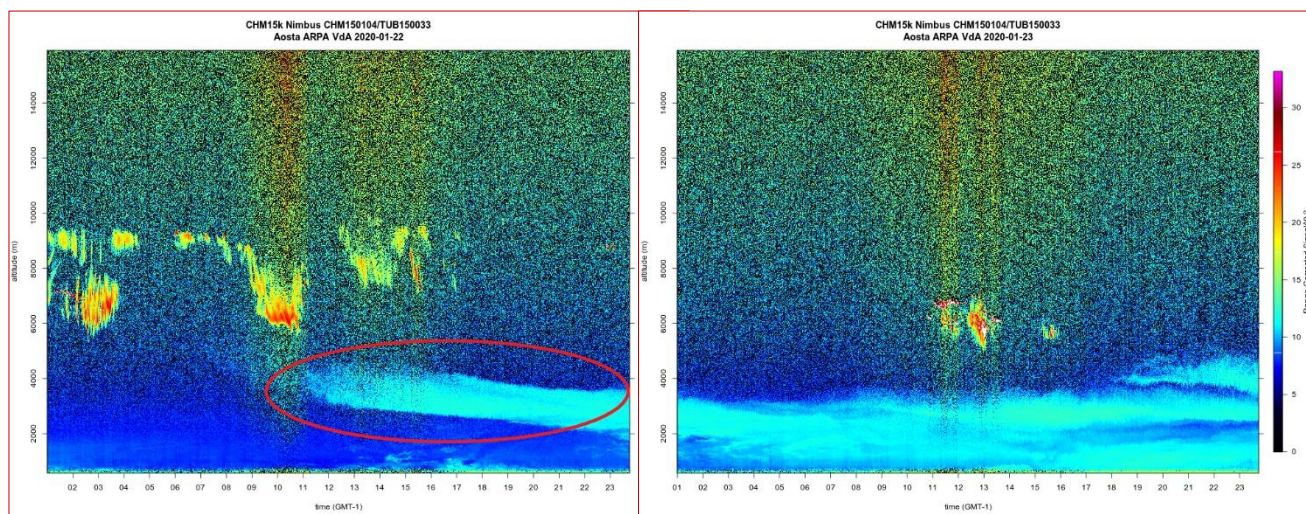 CHM15k Nimbus CHM150104/TUB150033
Aosta ARPA VdA 2020-01-22
altitude (m)
14000
12000
10000
8000
6000
4000
2000
02 03 04 05 06 07 08 09 10 11 12 13 14 15 16 17 18 19 20 21 22 23
time (GMT-1)
CHM15k Nimbus CHM150104/TUB150033
Aosta ARPA VdA 2020-01-23
altitude (m)
14000
12000
10000
8000
6000
4000
2000
01 02 03 04 05 06 07 08 09 10 11 12 13 14 15 16 17 18 19 20 21 22 23
time (GMT-1)
30
25
20
15
10
5
0